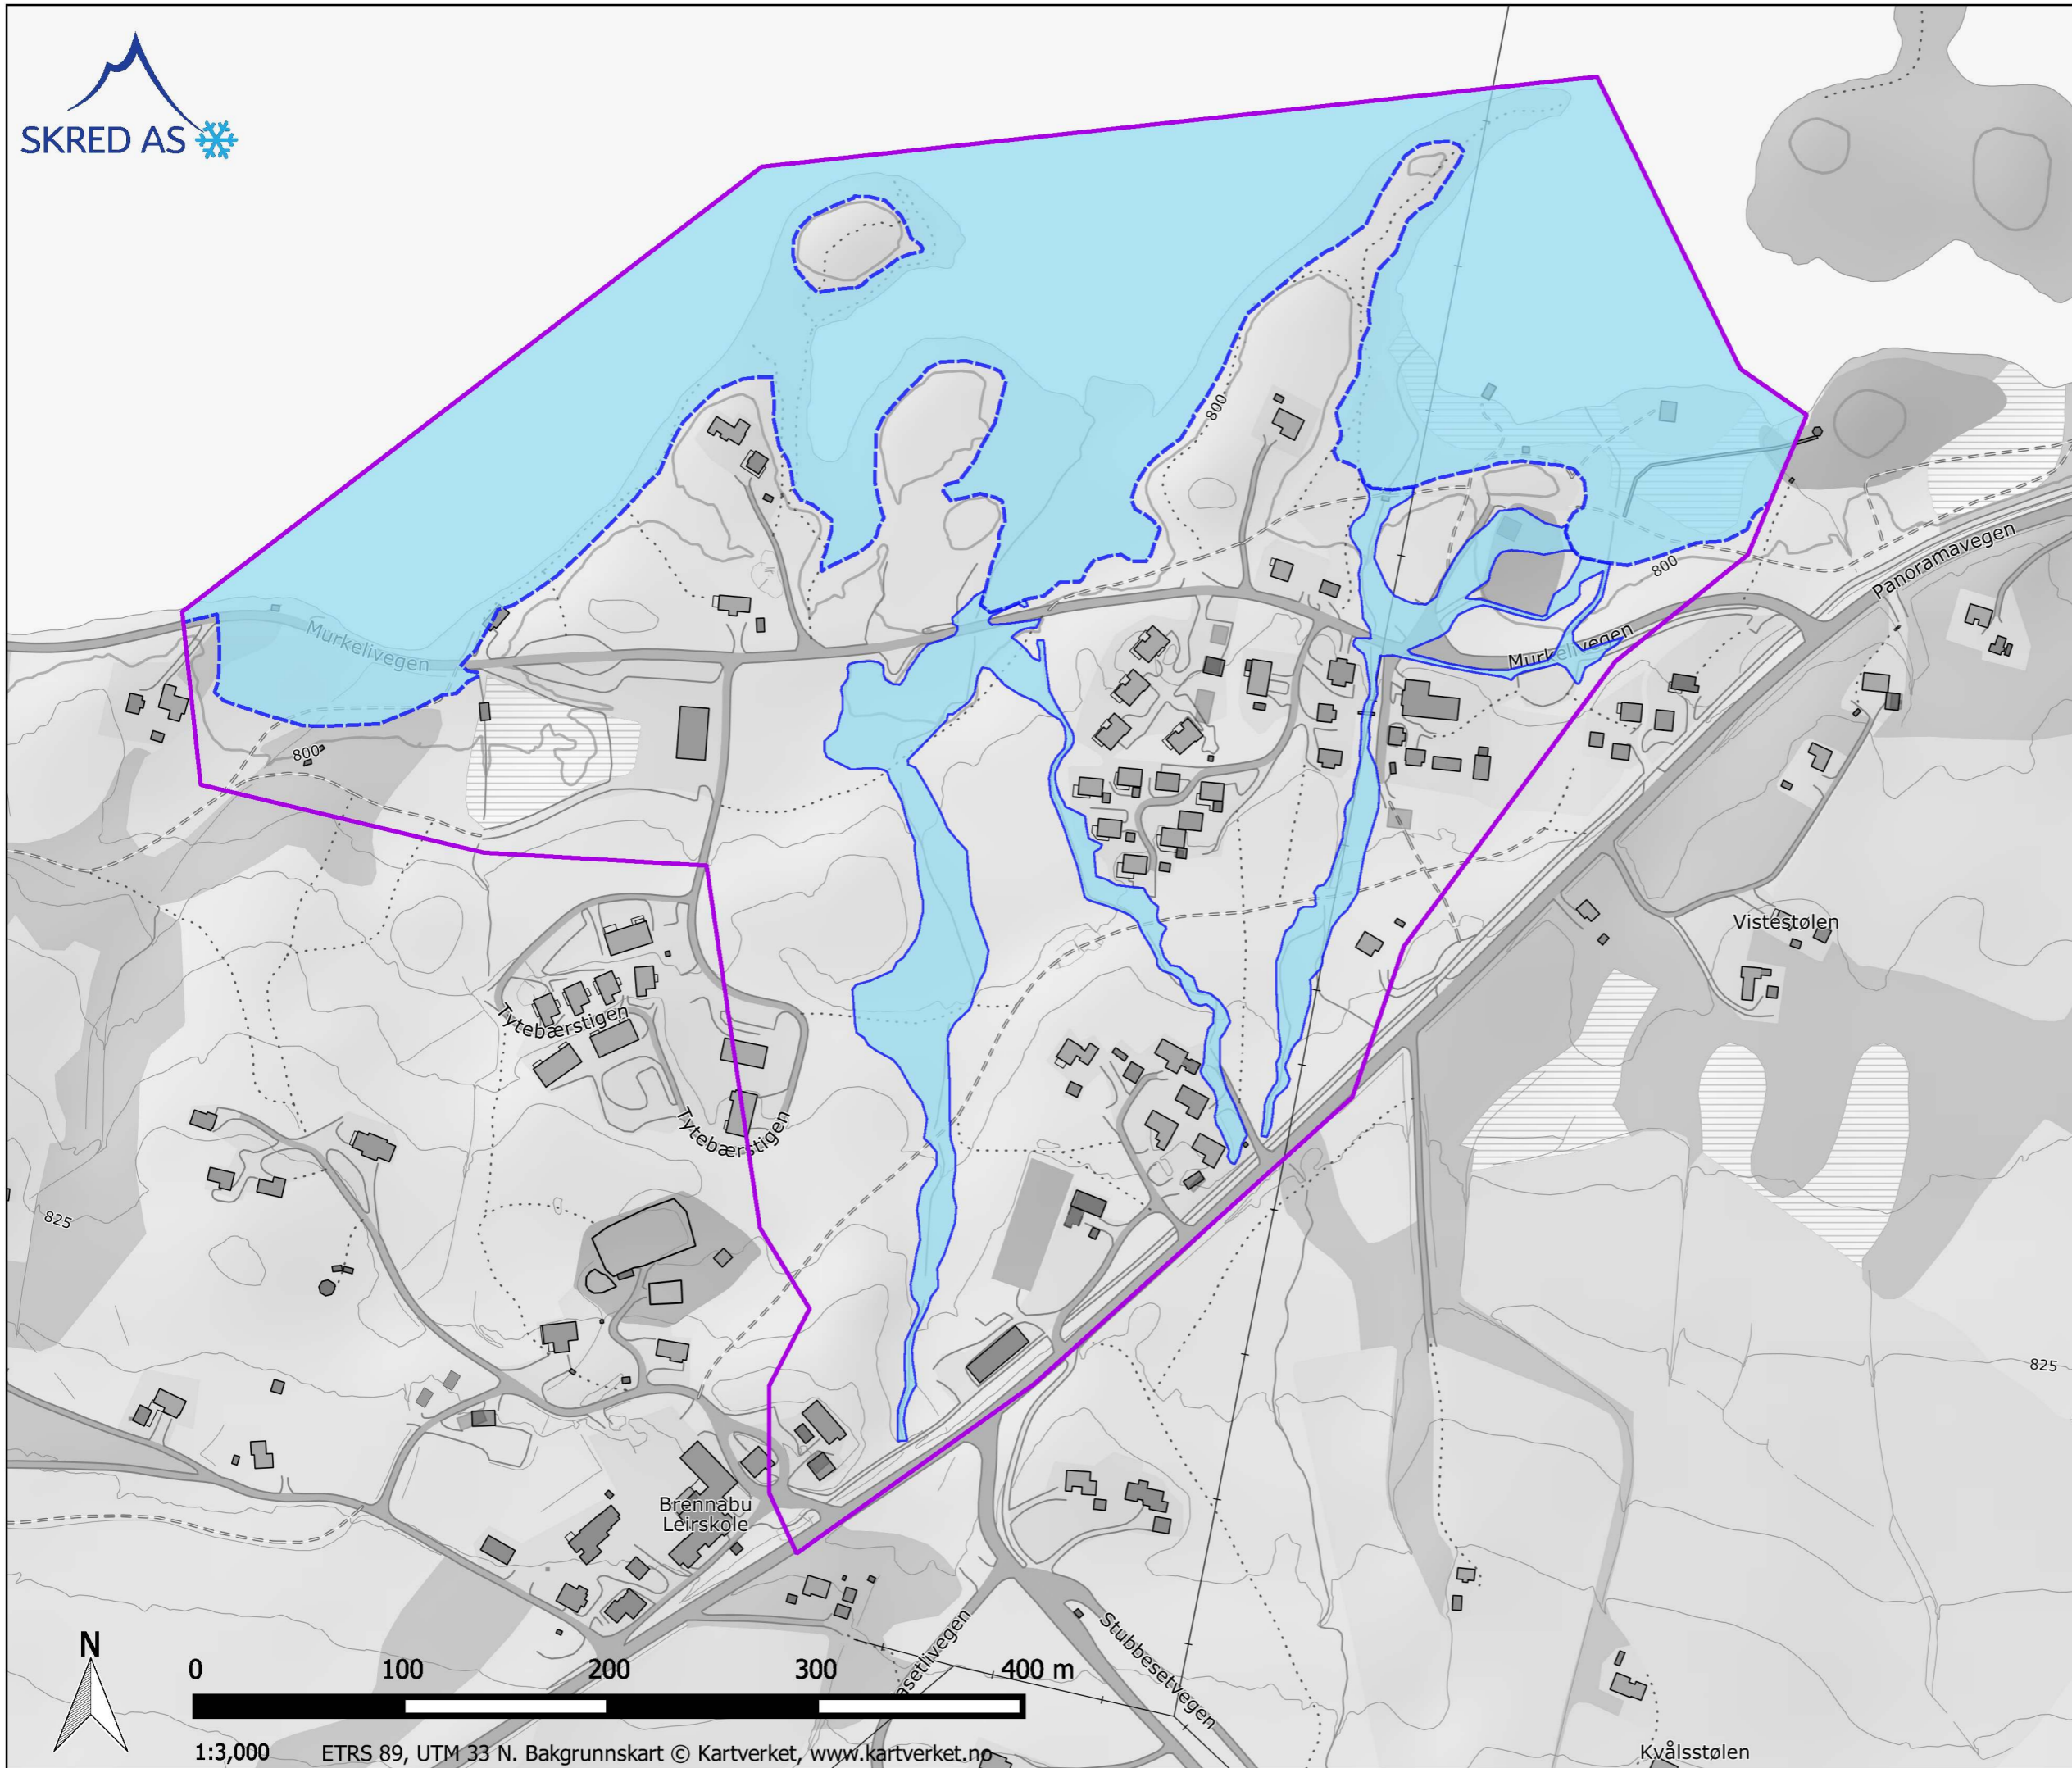 SKRED AS
800
Murkelivegen
800
Panoramavegen
800
Murkelivegen
Vistestølen
Tytebærstigen
Tytebærstigen
825
825
Brennabu
Leirskole
Stubbesetvegen
N
0 100 200 300 400 m
1:3,000 ETRS 89, UTM 33 N. Bakgrunnskart © Kartverket, www.kartverket.no
Kvålsstølen